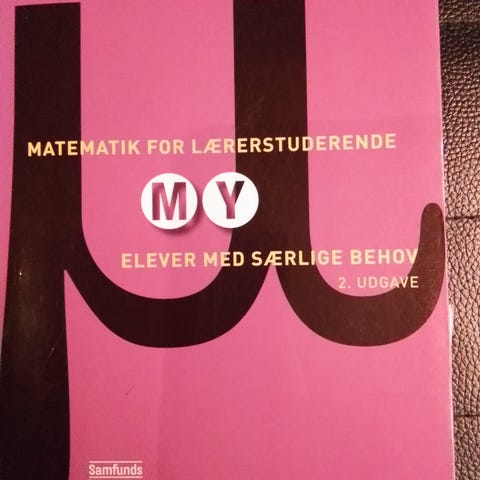 MATEMATIK FOR LÆRERSTUDERENDE
MY
ELEVER MED SÆRLIGE BEHOV
2. UDGAVE
Samfunds